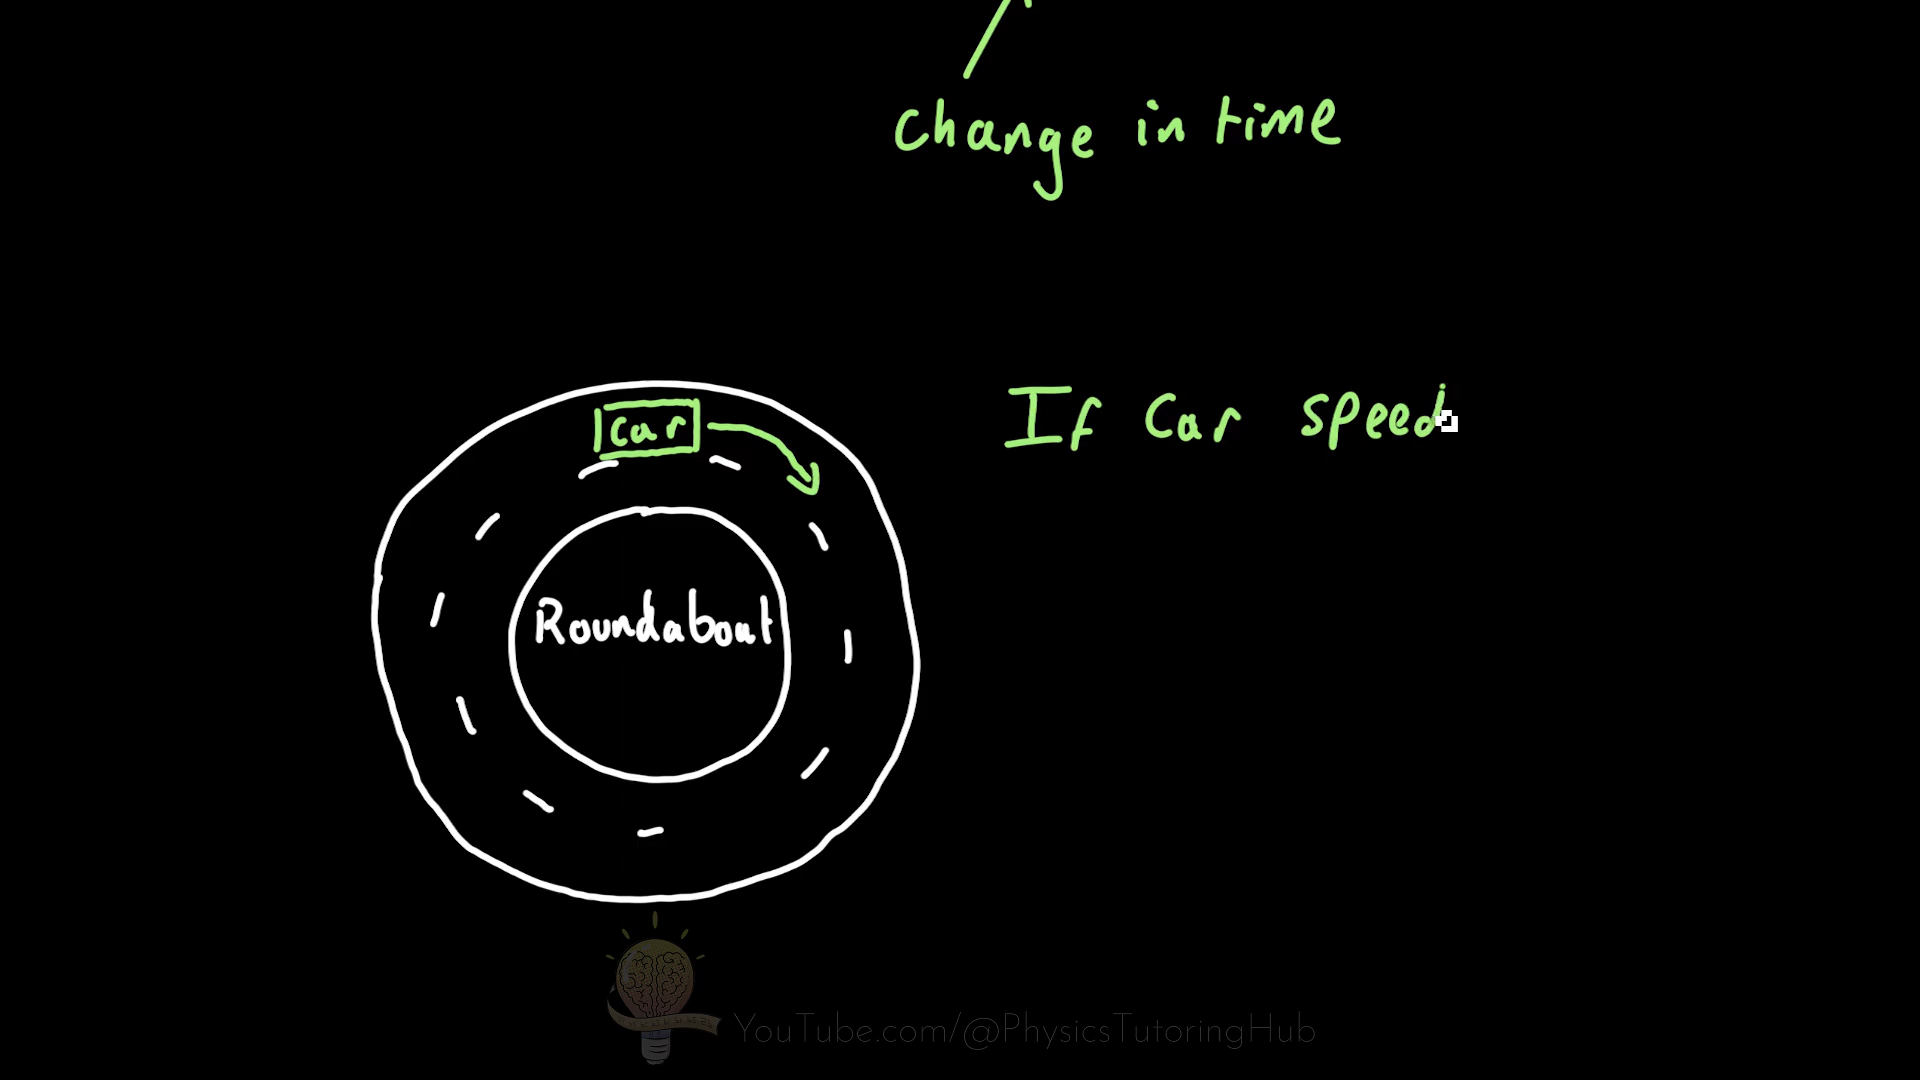 Change in time
If Car speed
Car
Roundabout
YouTube.com/@PhysicsTutoringHub